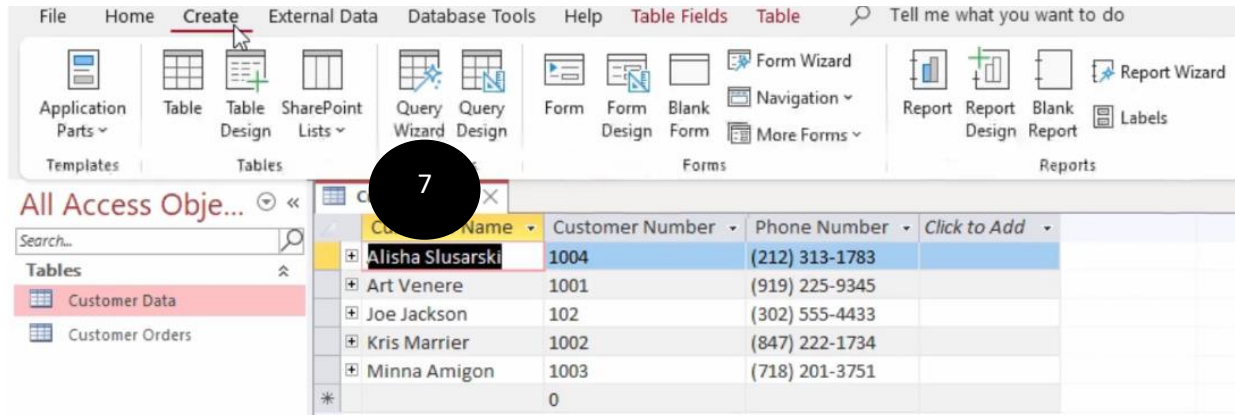 File Home Create External Data Database Tools Help Table Fields Table Tell me what you want to do
Application Parts
Table
Table Design
SharePoint Lists
Query Wizard
Query Design
Form
Form Design
Blank Form
Form Wizard
Navigation
More Forms
Report
Report Design
Blank Report
Report Wizard
Labels
Templates Tables Forms Reports
7
All Access Obje...
Search...
Tables
Customer Data
Customer Orders
Name Customer Number Phone Number Click to Add
Alisha Slusarski 1004 (212) 313-1783
Art Venere 1001 (919) 225-9345
Joe Jackson 102 (302) 555-4433
Kris Marrier 1002 (847) 222-1734
Minna Amigon 1003 (718) 201-3751
* 0